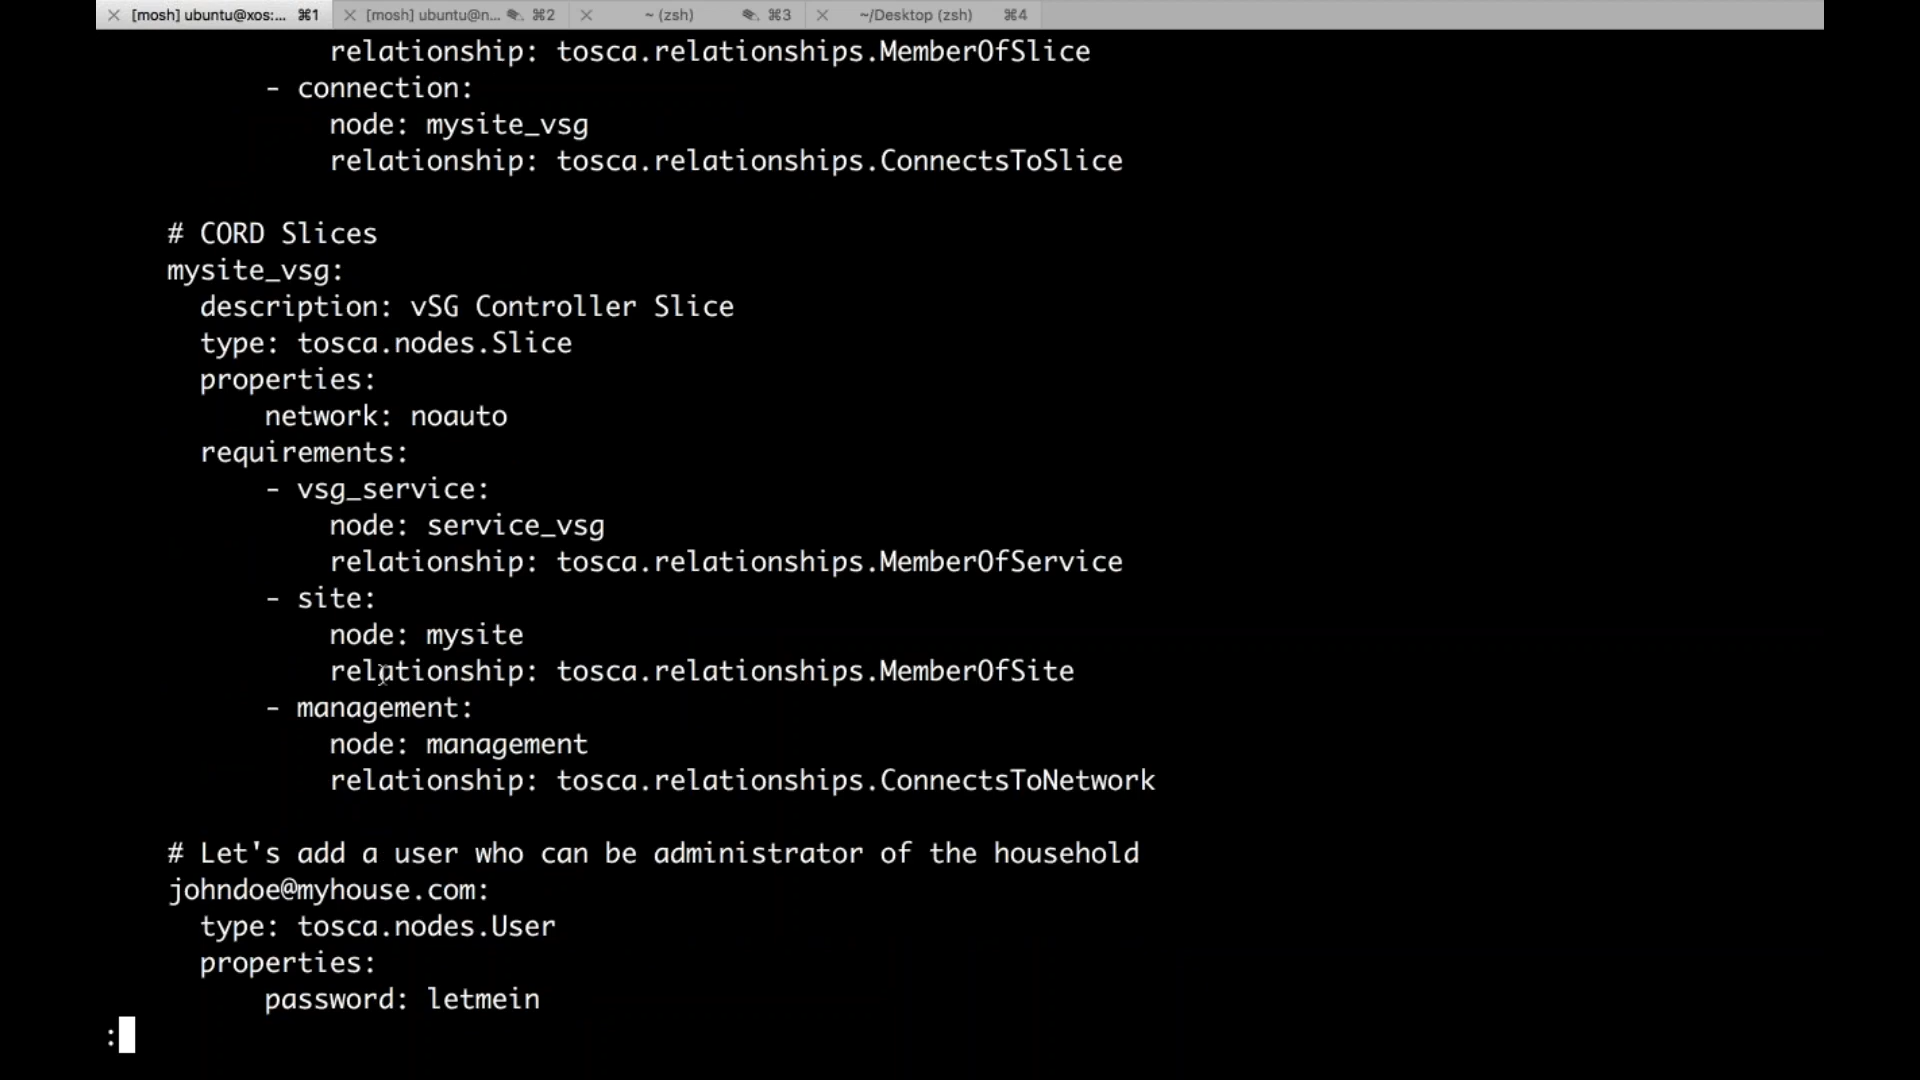 [mosh] ubuntu@xos:... ⌘1 [mosh] ubuntu@n... ⌘2 ~ (zsh) ⌘3 ~/Desktop (zsh) ⌘4
relationship: tosca.relationships.MemberOfSlice
- connection:
node: mysite_vsg
relationship: tosca.relationships.ConnectsToSlice
# CORD Slices
mysite_vsg:
description: vSG Controller Slice
type: tosca.nodes.Slice
properties:
network: noauto
requirements:
- vsg_service:
node: service_vsg
relationship: tosca.relationships.MemberOfService
- site:
node: mysite
relationship: tosca.relationships.MemberOfSite
- management:
node: management
relationship: tosca.relationships.ConnectsToNetwork
# Let's add a user who can be administrator of the household
johndoe@myhouse.com:
type: tosca.nodes.User
properties:
password: letmein
: